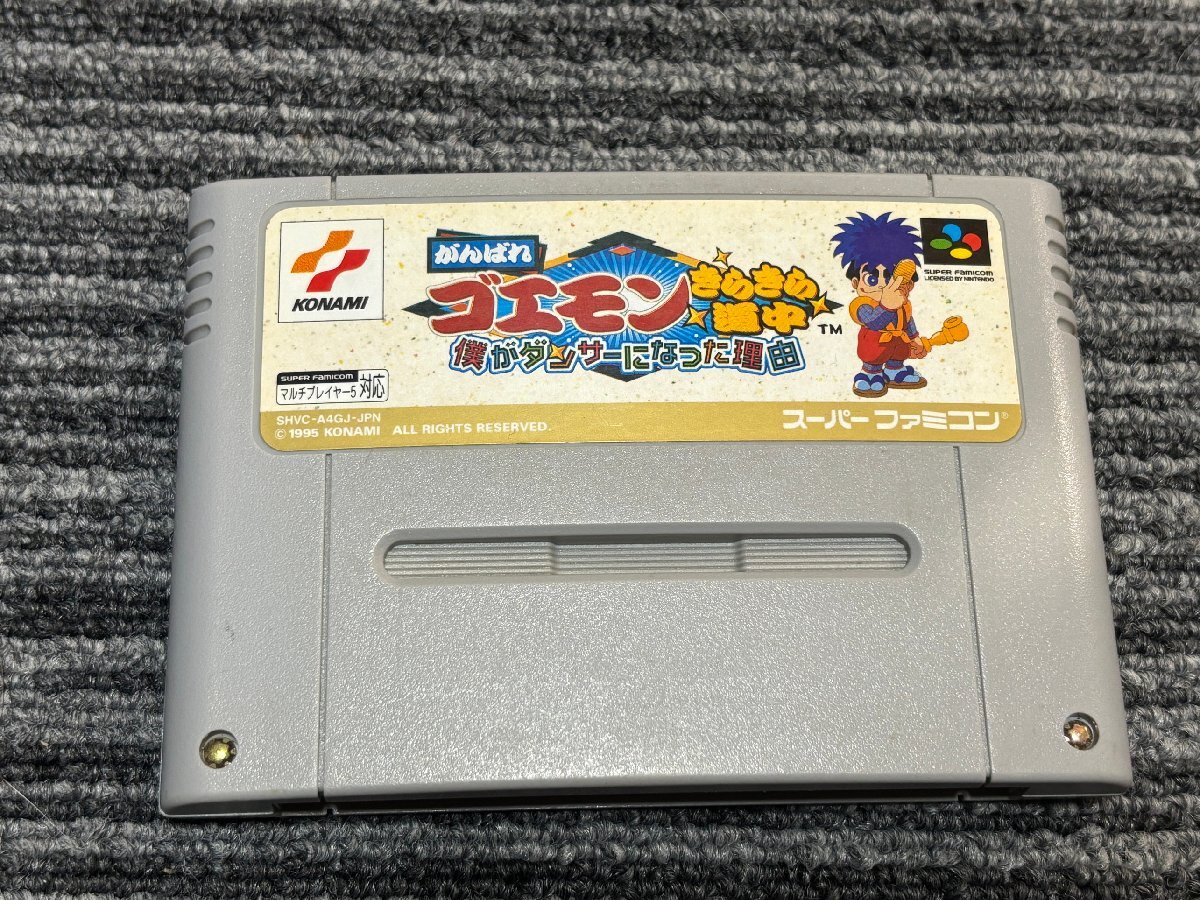 KONAMI
がんばれ
ゴエモン
きらきら
道中
TM
僕がダンサーになった理由
SUPER FAMICOM
LICENSED BY NINTENDO
SUPER FAMICOM
マルチプレイヤー5 対応
SHVC-A4GJ-JPN
© 1995 KONAMI ALL RIGHTS RESERVED.
スーパーファミコン®